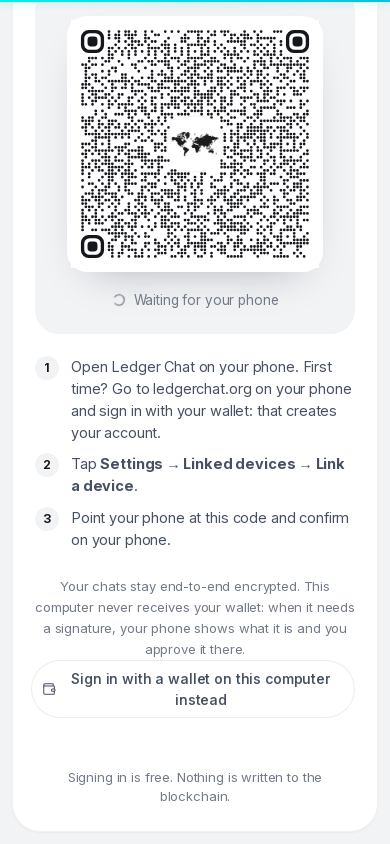 Waiting for your phone
1 Open Ledger Chat on your phone. First
time? Go to ledgerchat.org on your phone
and sign in with your wallet: that creates
your account.
2 Tap Settings → Linked devices → Link
a device.
3 Point your phone at this code and confirm
on your phone.
Your chats stay end-to-end encrypted. This
computer never receives your wallet: when it needs
a signature, your phone shows what it is and you
approve it there.
Sign in with a wallet on this computer
instead
Signing in is free. Nothing is written to the
blockchain.